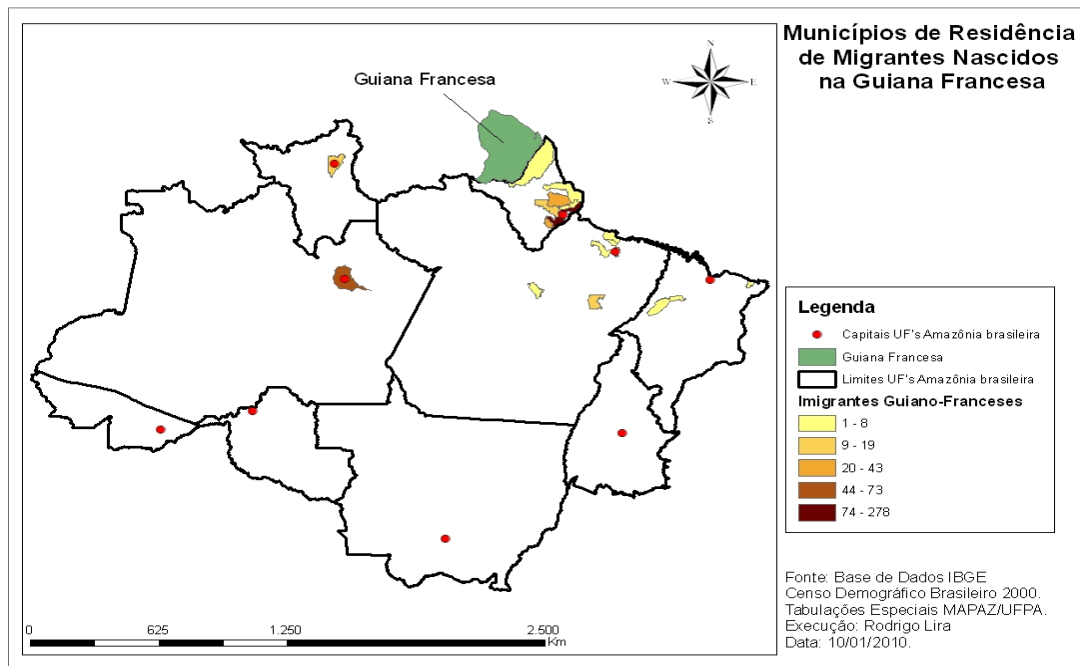 Municípios de Residência
de Migrantes Nascidos
na Guiana Francesa
N
W
E
S
Guiana Francesa
Legenda
Capitais UF's Amazônia brasileira
Guiana Francesa
Limites UF's Amazônia brasileira
Imigrantes Guiano-Franceses
1 - 8
9 - 19
20 - 43
44 - 73
74 - 278
Fonte: Base de Dados IBGE
Censo Demográfico Brasileiro 2000.
Tabulações Especiais MAPAZ/UFPA.
Execução: Rodrigo Lira
Data: 10/01/2010.
0 625 1.250 2.500
Km